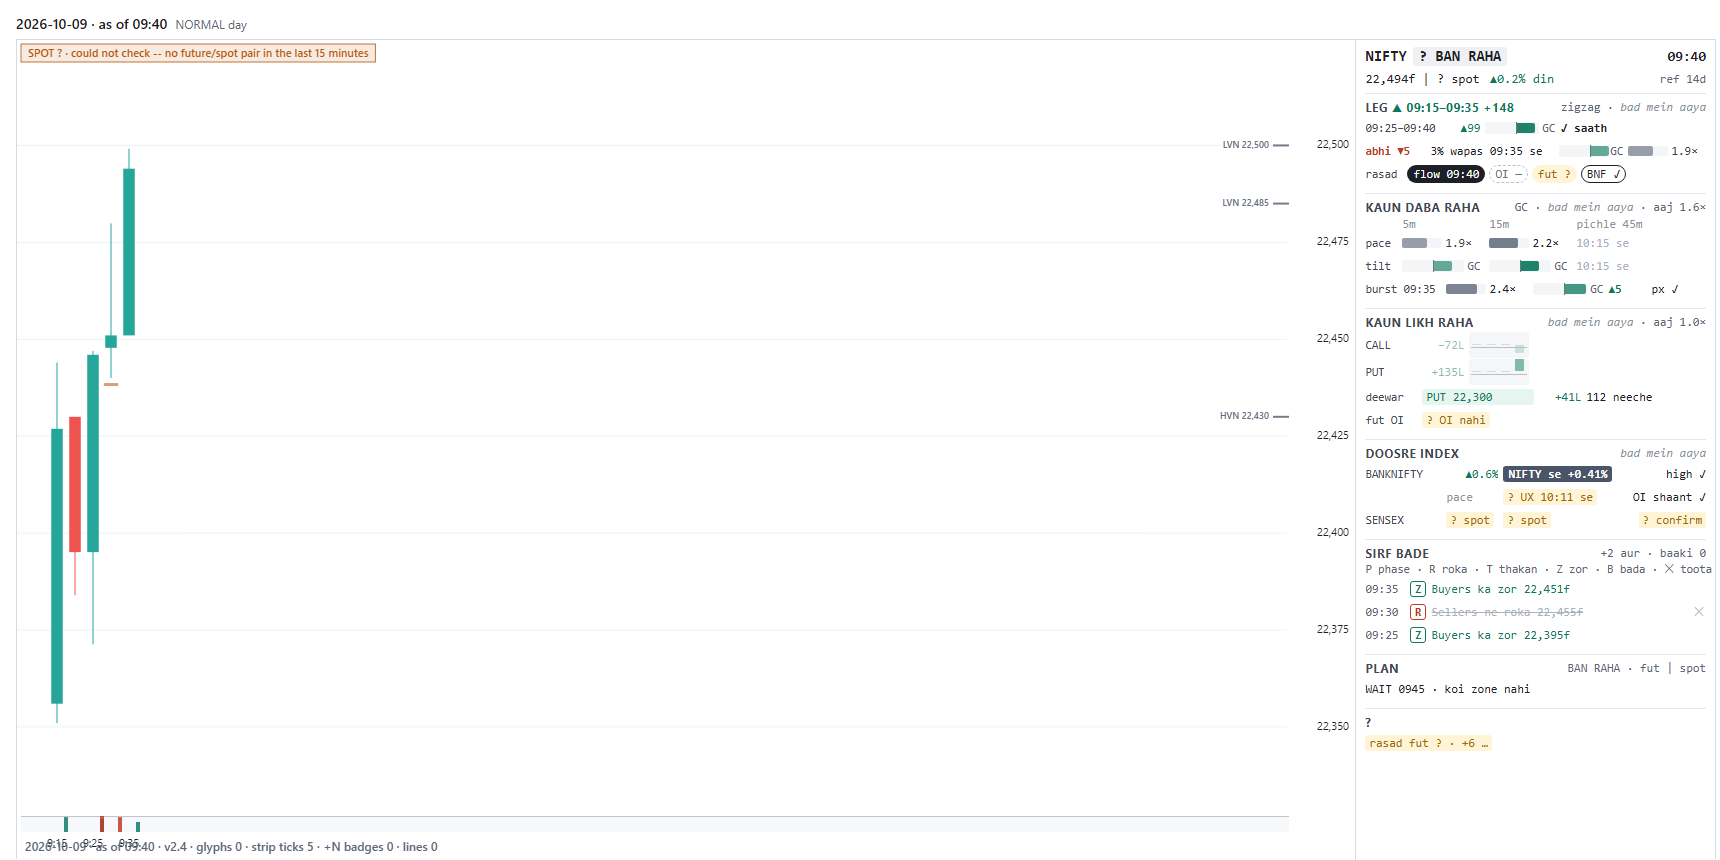 2026-10-09 · as of 09:40 NORMAL day
SPOT ? · could not check -- no future/spot pair in the last 15 minutes
LVN 22,500
22,500
LVN 22,485
22,475
22,450
HVN 22,430
22,425
22,400
22,375
22,350
9:15 9:25 9:35
2026-10-09 · as of 09:40 · v2.4 · glyphs 0 · strip ticks 5 · +N badges 0 · lines 0
NIFTY ? BAN RAHA 09:40
22,494f | ? spot ▲0.2% din ref 14d
LEG ▲ 09:15–09:35 +148 zigzag · bad mein aaya
09:25–09:40 ▲99 GC ✓ saath
abhi ▼5 3% wapas 09:35 se GC 1.9×
rasad flow 09:40 OI — fut ? BNF ✓
KAUN DABA RAHA GC · bad mein aaya · aaj 1.6×
5m 15m pichle 45m
pace 1.9× 2.2× 10:15 se
tilt GC GC 10:15 se
burst 09:35 2.4× GC ▲5 px ✓
KAUN LIKH RAHA bad mein aaya · aaj 1.0×
CALL −72L
PUT +135L
deewar PUT 22,300 +41L 112 neeche
fut OI ? OI nahi
DOOSRE INDEX bad mein aaya
BANKNIFTY ▲0.6% NIFTY se +0.41% high ✓
pace ? UX 10:11 se OI shaant ✓
SENSEX ? spot ? spot ? confirm
SIRF BADE +2 aur · baaki 0
P phase · R roka · T thakan · Z zor · B bada · ✕ toota
09:35 Z Buyers ka zor 22,451f
09:30 R Sellers ne roka 22,455f ✕
09:25 Z Buyers ka zor 22,395f
PLAN BAN RAHA · fut | spot
WAIT 0945 · koi zone nahi
?
rasad fut ? · +6 …